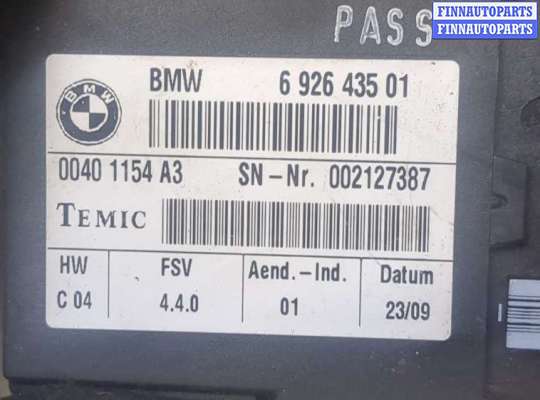 FINNAUTOPARTS
FINNAUTOPARTS
PASS
BMW
BMW 6 926 435 01
0040 1154 A3 SN-Nr. 002127387
TEMIC
HW FSV Aend.-Ind. Datum
C 04 4.4.0 01 23/09